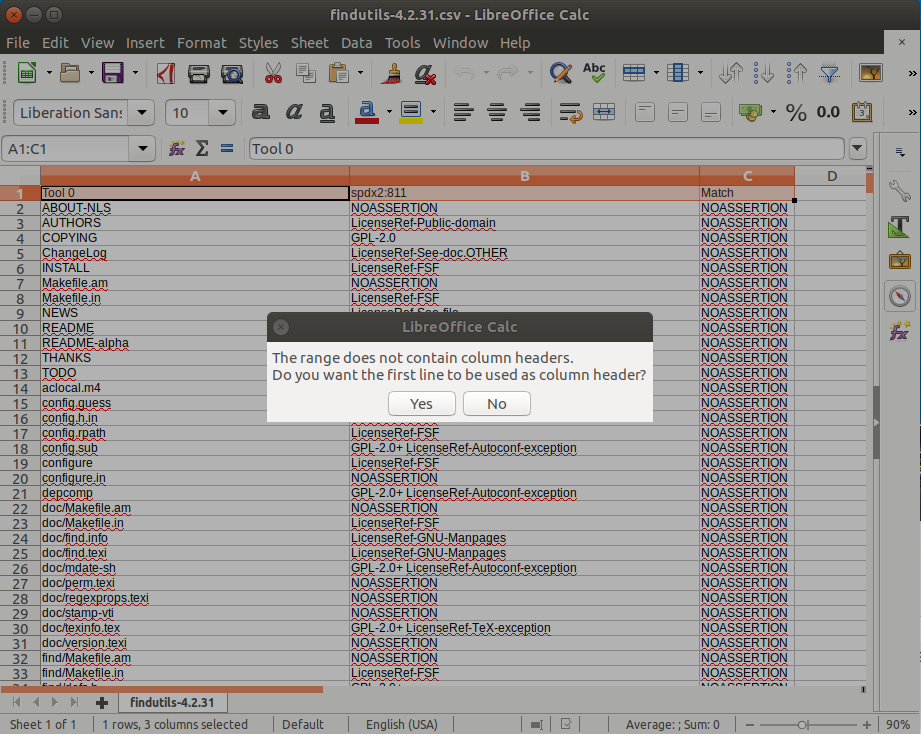 findutils-4.2.31.csv - LibreOffice Calc
File Edit View Insert Format Styles Sheet Data Tools Window Help
Abc
Liberation Sans 10 a a a a % 0.0
A1:C1 Tool 0
A B C D
1 Tool 0 spdx2:811 Match
2 ABOUT-NLS NOASSERTION NOASSERTION
3 AUTHORS LicenseRef-Public-domain NOASSERTION
4 COPYING GPL-2.0 NOASSERTION
5 ChangeLog LicenseRef-See-doc.OTHER NOASSERTION
6 INSTALL LicenseRef-FSF NOASSERTION
7 Makefile.am NOASSERTION NOASSERTION
8 Makefile.in LicenseRef-FSF NOASSERTION
9 NEWS LicenseRef-See-file NOASSERTION
10 README NOASSERTION
11 README-alpha NOASSERTION
12 THANKS NOASSERTION
13 TODO NOASSERTION
14 aclocal.m4 NOASSERTION
15 config.guess NOASSERTION
16 config.h.in NOASSERTION
LibreOffice Calc
The range does not contain column headers.
Do you want the first line to be used as column header?
Yes No
17 config.rpath LicenseRef-FSF NOASSERTION
18 config.sub GPL-2.0+ LicenseRef-Autoconf-exception NOASSERTION
19 configure LicenseRef-FSF NOASSERTION
20 configure.in NOASSERTION NOASSERTION
21 depcomp GPL-2.0+ LicenseRef-Autoconf-exception NOASSERTION
22 doc/Makefile.am NOASSERTION NOASSERTION
23 doc/Makefile.in LicenseRef-FSF NOASSERTION
24 doc/find.info LicenseRef-GNU-Manpages NOASSERTION
25 doc/find.texi LicenseRef-GNU-Manpages NOASSERTION
26 doc/mdate-sh GPL-2.0+ LicenseRef-Autoconf-exception NOASSERTION
27 doc/perm.texi NOASSERTION NOASSERTION
28 doc/regexprops.texi NOASSERTION NOASSERTION
29 doc/stamp-vti NOASSERTION NOASSERTION
30 doc/texinfo.tex GPL-2.0+ LicenseRef-TeX-exception NOASSERTION
31 doc/version.texi NOASSERTION NOASSERTION
32 find/Makefile.am NOASSERTION NOASSERTION
33 find/Makefile.in LicenseRef-FSF NOASSERTION
findutils-4.2.31
Sheet 1 of 1 1 rows, 3 columns selected Default English (USA) Average: ; Sum: 0 90%